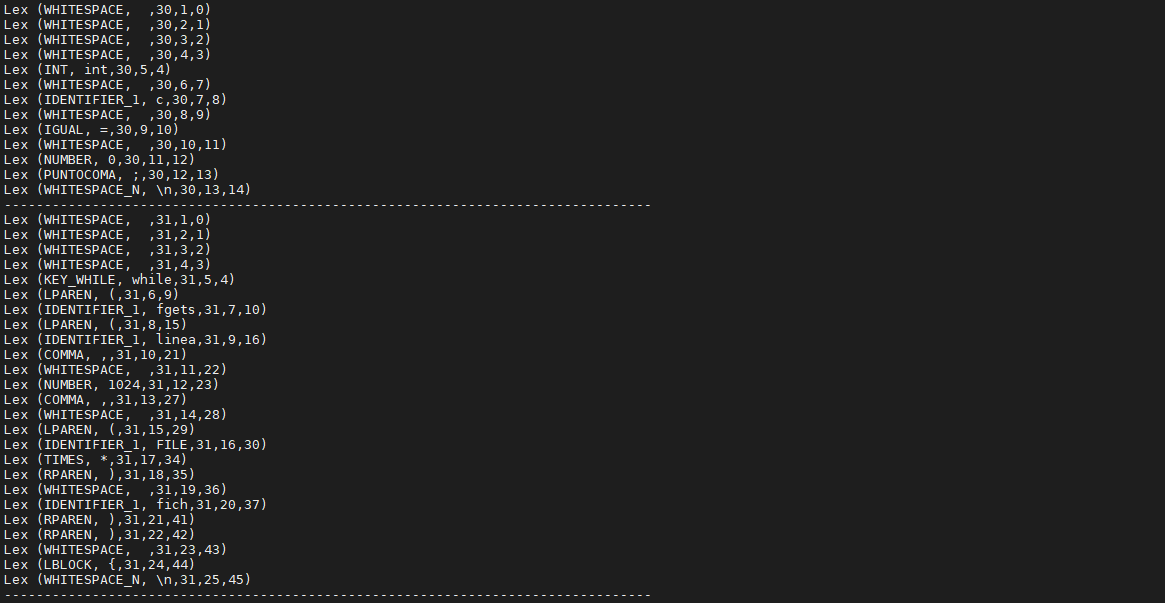 Lex (WHITESPACE,  ,30,1,0)
Lex (WHITESPACE,  ,30,2,1)
Lex (WHITESPACE,  ,30,3,2)
Lex (WHITESPACE,  ,30,4,3)
Lex (INT, int,30,5,4)
Lex (WHITESPACE,  ,30,6,7)
Lex (IDENTIFIER_1, c,30,7,8)
Lex (WHITESPACE,  ,30,8,9)
Lex (IGUAL, =,30,9,10)
Lex (WHITESPACE,  ,30,10,11)
Lex (NUMBER, 0,30,11,12)
Lex (PUNTOCOMA, ;,30,12,13)
Lex (WHITESPACE_N, \n,30,13,14)
---------------------------------------------------------------------------------
Lex (WHITESPACE,  ,31,1,0)
Lex (WHITESPACE,  ,31,2,1)
Lex (WHITESPACE,  ,31,3,2)
Lex (WHITESPACE,  ,31,4,3)
Lex (KEY_WHILE, while,31,5,4)
Lex (LPAREN, (,31,6,9)
Lex (IDENTIFIER_1, fgets,31,7,10)
Lex (LPAREN, (,31,8,15)
Lex (IDENTIFIER_1, linea,31,9,16)
Lex (COMMA, ,,31,10,21)
Lex (WHITESPACE,  ,31,11,22)
Lex (NUMBER, 1024,31,12,23)
Lex (COMMA, ,,31,13,27)
Lex (WHITESPACE,  ,31,14,28)
Lex (LPAREN, (,31,15,29)
Lex (IDENTIFIER_1, FILE,31,16,30)
Lex (TIMES, *,31,17,34)
Lex (RPAREN, ),31,18,35)
Lex (WHITESPACE,  ,31,19,36)
Lex (IDENTIFIER_1, fich,31,20,37)
Lex (RPAREN, ),31,21,41)
Lex (RPAREN, ),31,22,42)
Lex (WHITESPACE,  ,31,23,43)
Lex (LBLOCK, {,31,24,44)
Lex (WHITESPACE_N, \n,31,25,45)
---------------------------------------------------------------------------------